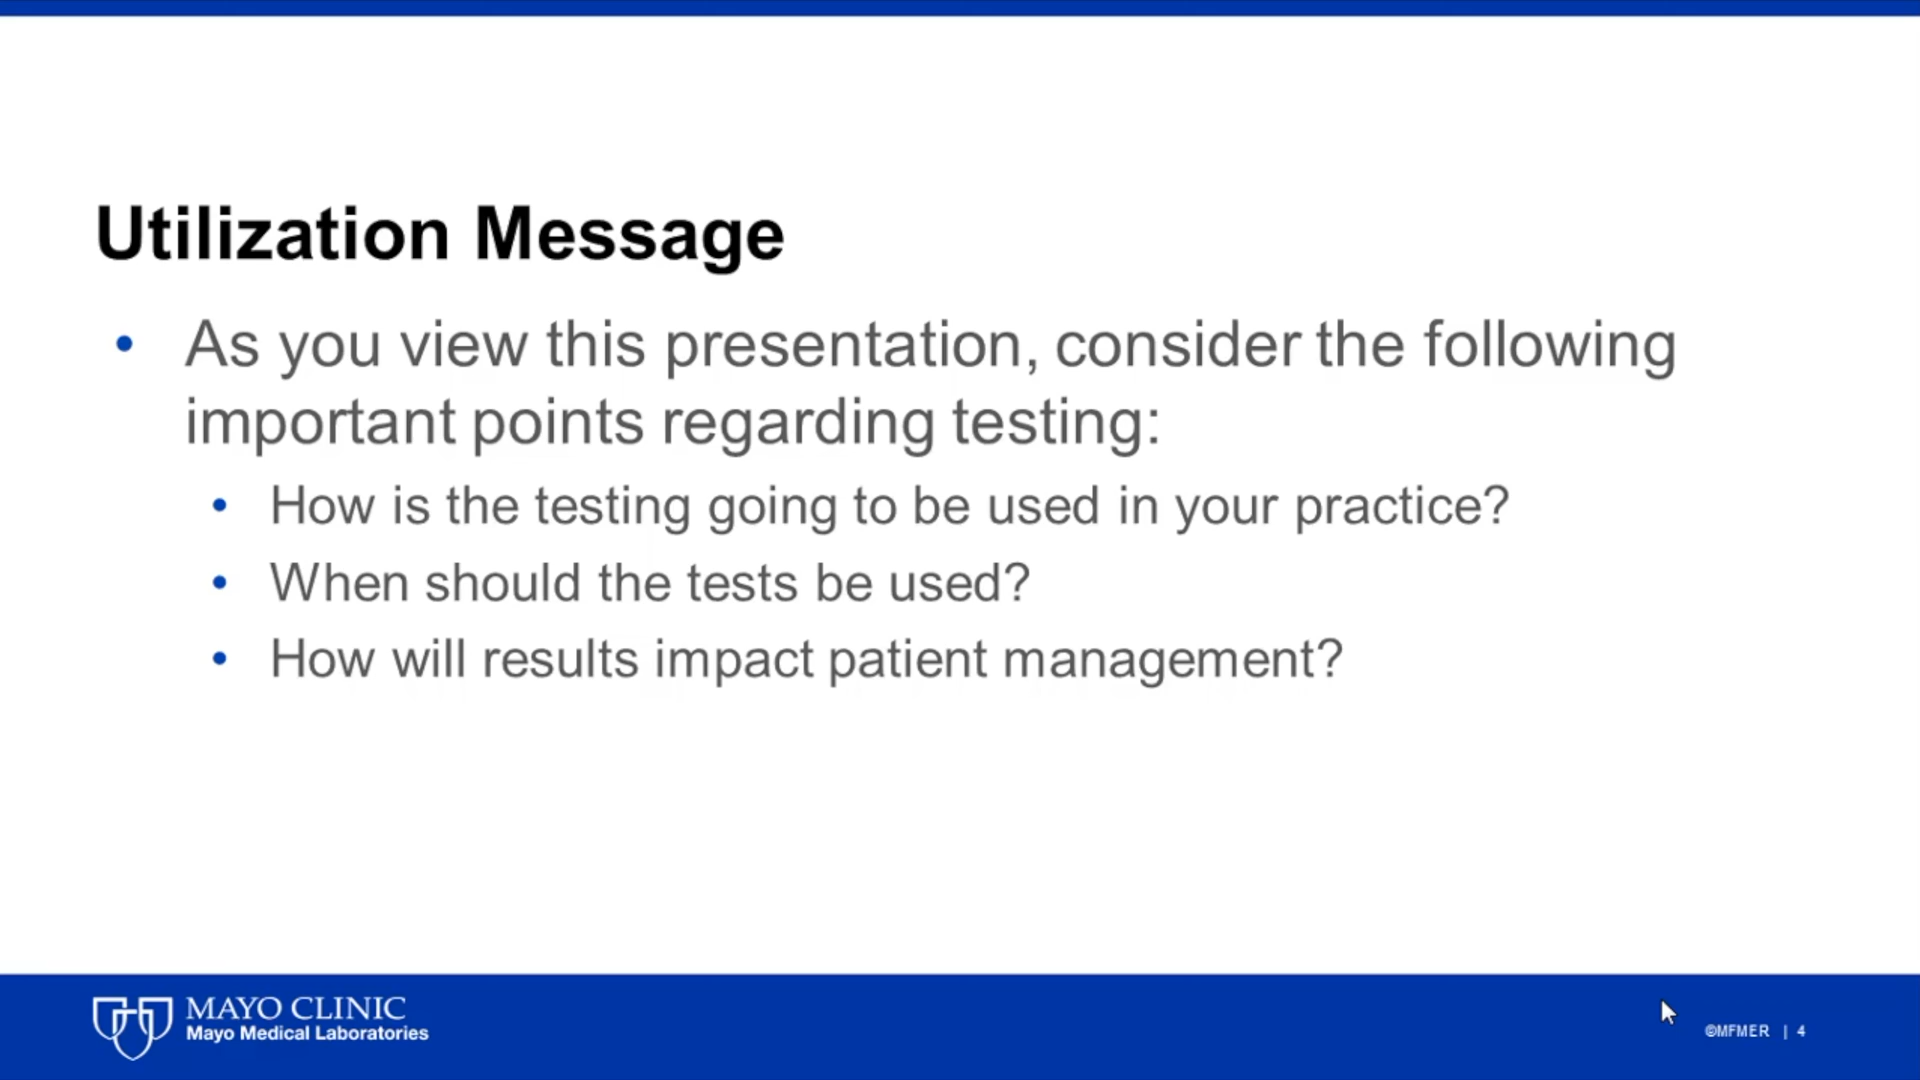 Utilization Message
• As you view this presentation, consider the following
important points regarding testing:
• How is the testing going to be used in your practice?
• When should the tests be used?
• How will results impact patient management?
MAYO CLINIC
Mayo Medical Laboratories
©MFMER | 4